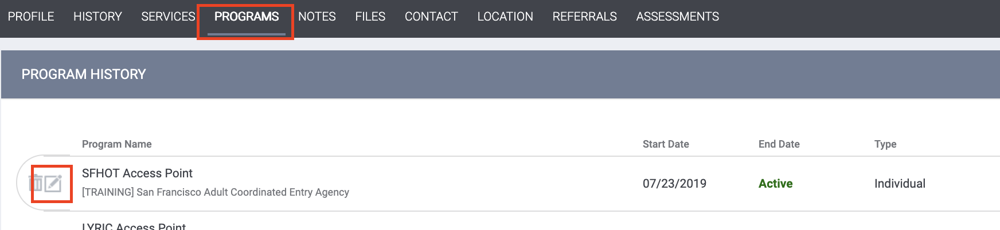 PROFILE HISTORY SERVICES PROGRAMS NOTES FILES CONTACT LOCATION REFERRALS ASSESSMENTS
PROGRAM HISTORY
Program Name Start Date End Date Type
SFHOT Access Point 07/23/2019 Active Individual
[TRAINING] San Francisco Adult Coordinated Entry Agency
LYRIC Access Point